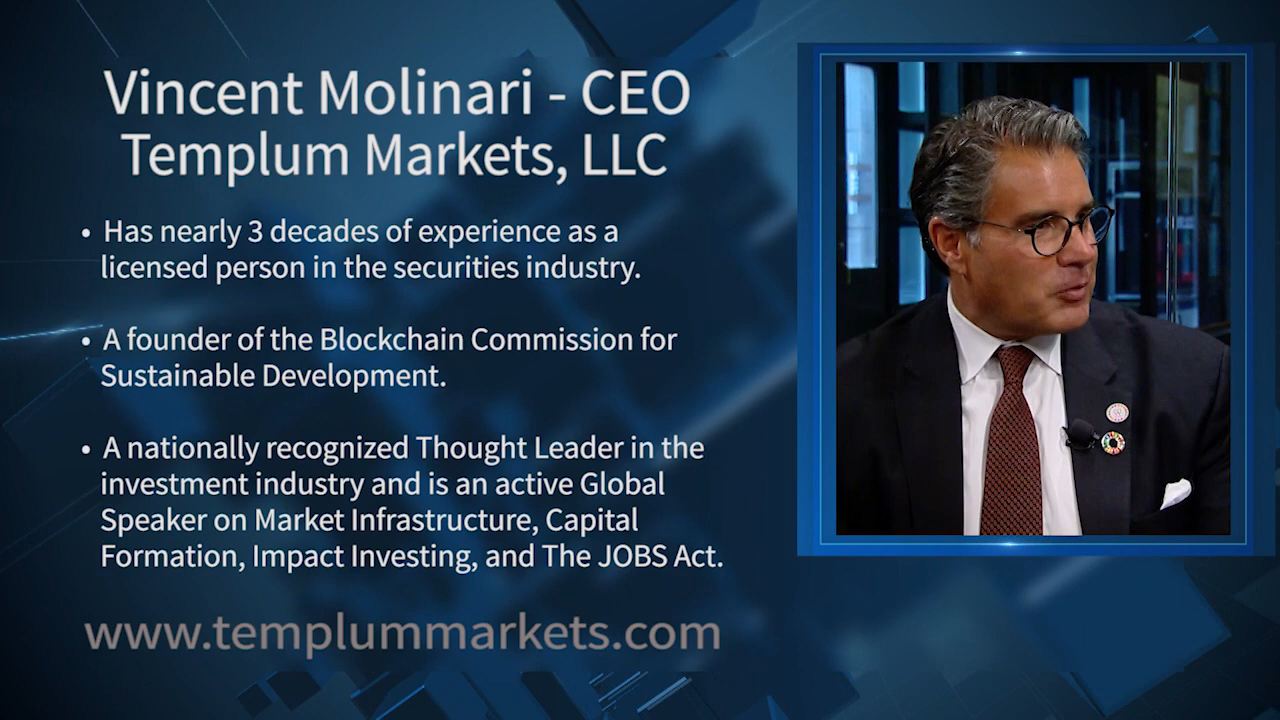 Vincent Molinari - CEO
Templum Markets, LLC
• Has nearly 3 decades of experience as a
licensed person in the securities industry.
• A founder of the Blockchain Commission for
Sustainable Development.
• A nationally recognized Thought Leader in the
investment industry and is an active Global
Speaker on Market Infrastructure, Capital
Formation, Impact Investing, and The JOBS Act.
www.templummarkets.com